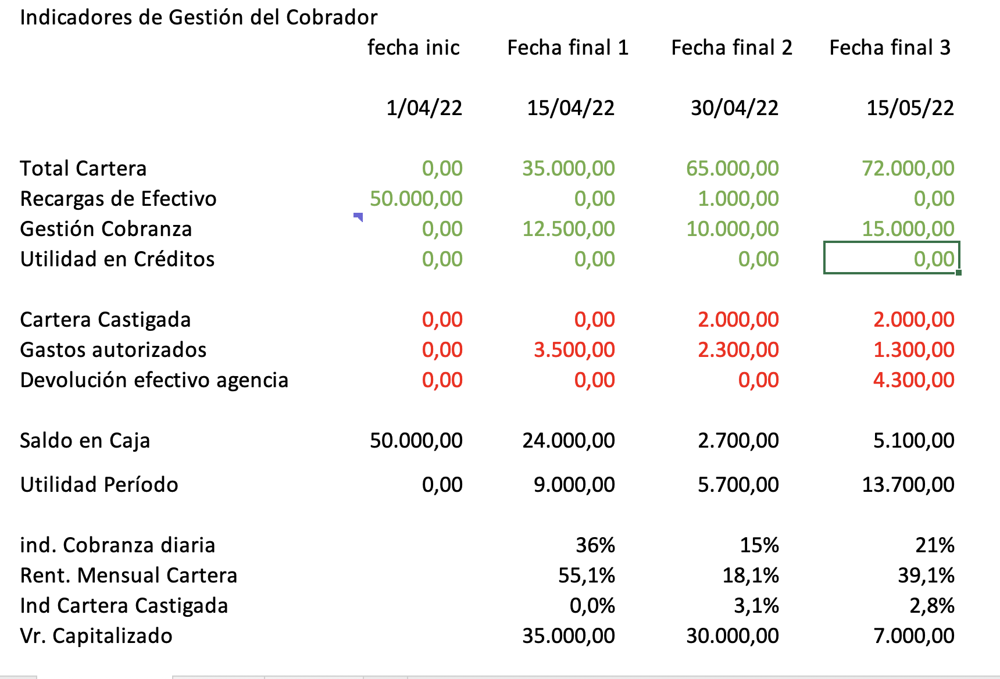 Indicadores de Gestión del Cobrador
fecha inic Fecha final 1 Fecha final 2 Fecha final 3
1/04/22 15/04/22 30/04/22 15/05/22
Total Cartera 0,00 35.000,00 65.000,00 72.000,00
Recargas de Efectivo 50.000,00 0,00 1.000,00 0,00
Gestión Cobranza 0,00 12.500,00 10.000,00 15.000,00
Utilidad en Créditos 0,00 0,00 0,00 0,00
Cartera Castigada 0,00 0,00 2.000,00 2.000,00
Gastos autorizados 0,00 3.500,00 2.300,00 1.300,00
Devolución efectivo agencia 0,00 0,00 0,00 4.300,00
Saldo en Caja 50.000,00 24.000,00 2.700,00 5.100,00
Utilidad Período 0,00 9.000,00 5.700,00 13.700,00
ind. Cobranza diaria 36% 15% 21%
Rent. Mensual Cartera 55,1% 18,1% 39,1%
Ind Cartera Castigada 0,0% 3,1% 2,8%
Vr. Capitalizado 35.000,00 30.000,00 7.000,00